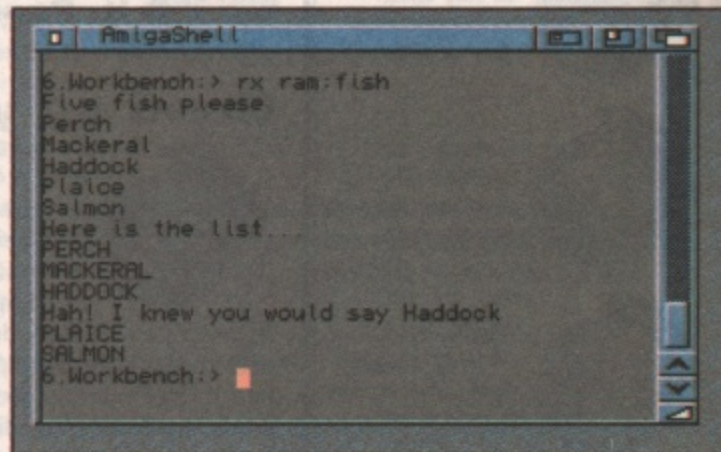 AmigaShell
6.Workbench:> rx ram:fish
Five fish please
Perch
Mackeral
Haddock
Plaice
Salmon
Here is the list...
PERCH
MACKERAL
HADDOCK
Hah! I knew you would say Haddock
PLAICE
SALMON
6.Workbench:>